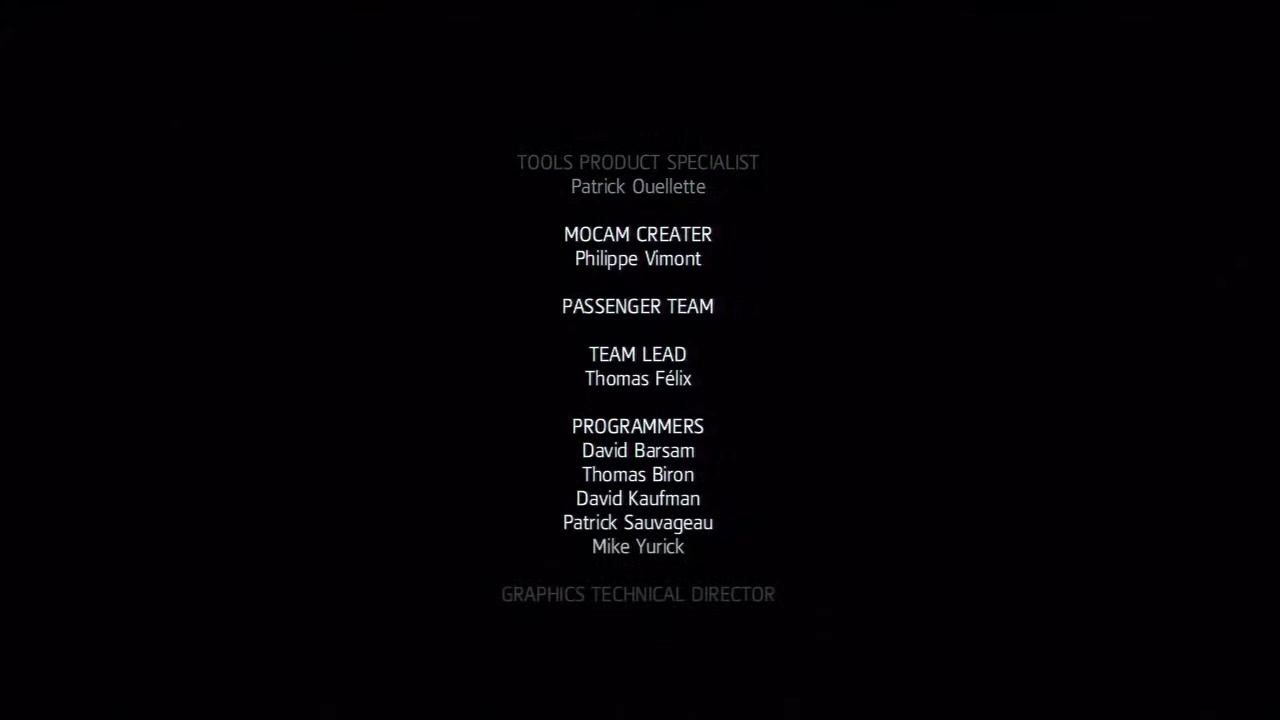 TOOLS PRODUCT SPECIALIST
Patrick Ouellette
MOCAM CREATER
Philippe Vimont
PASSENGER TEAM
TEAM LEAD
Thomas Félix
PROGRAMMERS
David Barsam
Thomas Biron
David Kaufman
Patrick Sauvageau
Mike Yurick
GRAPHICS TECHNICAL DIRECTOR